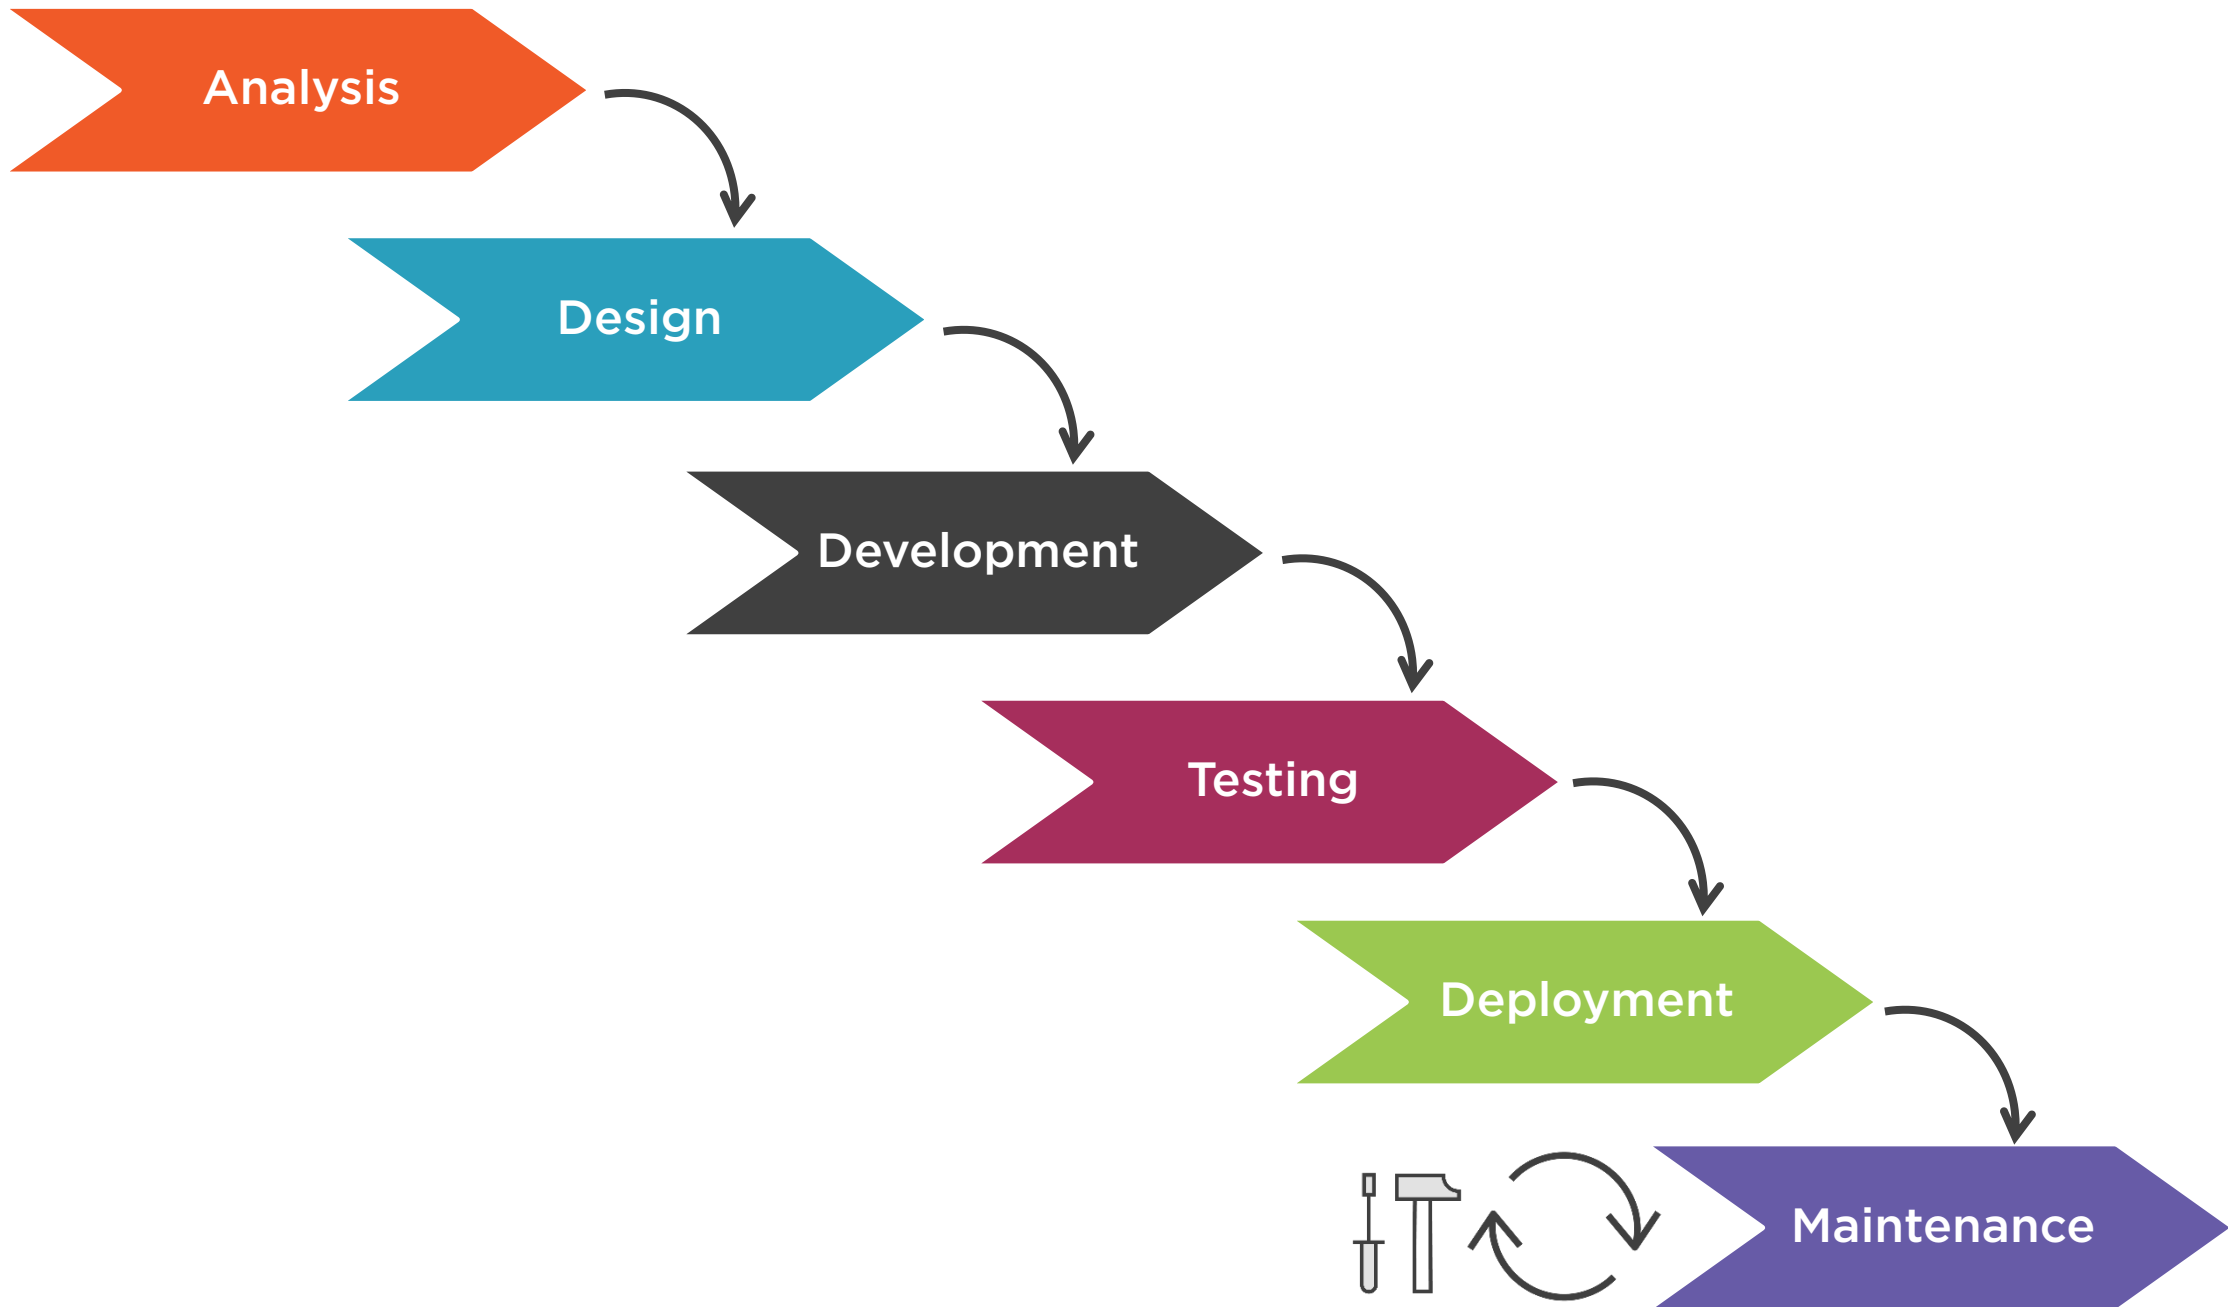 Analysis
Design
Development
Testing
Deployment
Maintenance